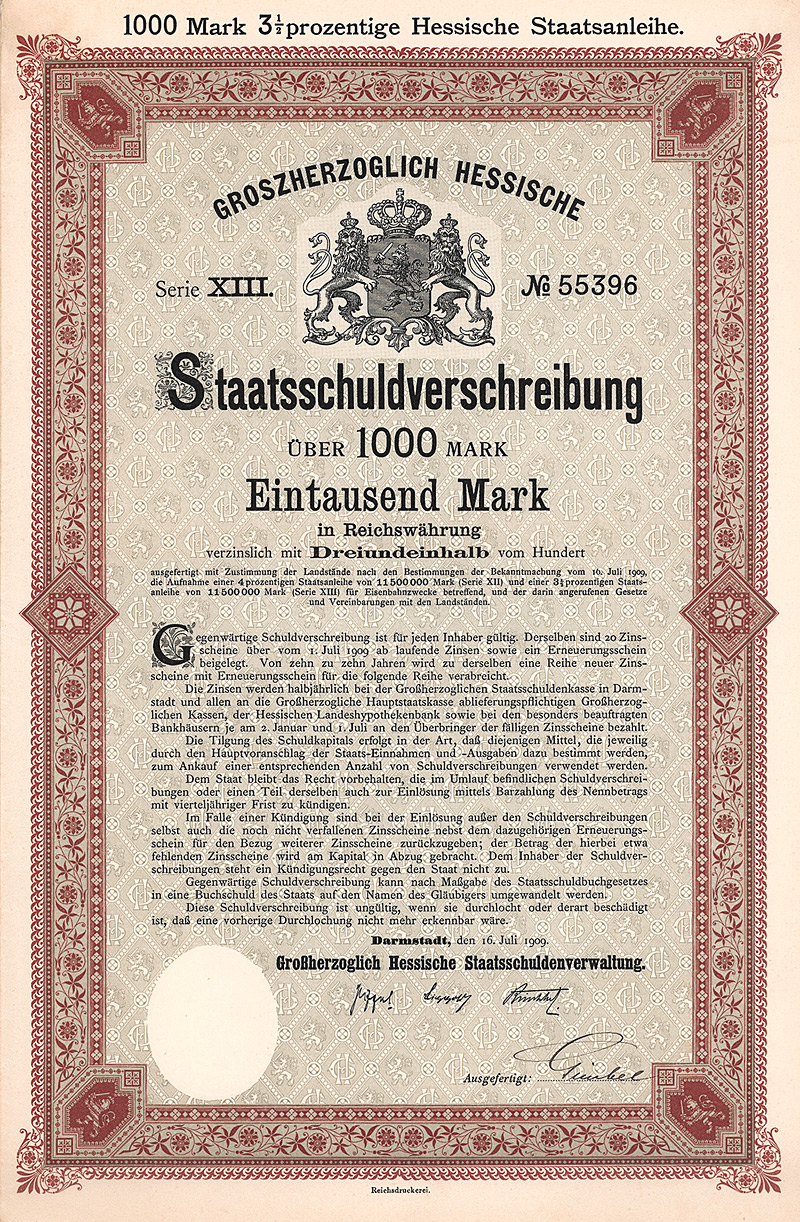 1000 Mark 3½prozentige Hessische Staatsanleihe.
GROSZHERZOGLICH HESSISCHE
Serie XIII. № 55396
Staatsschuldverschreibung
ÜBER 1000 MARK
Eintausend Mark
in Reichswährung
verzinslich mit Dreiundeinhalb vom Hundert
ausgefertigt mit Zustimmung der Landstände nach den Bestimmungen der Bekanntmachung vom 16. Juli 1909,
die Aufnahme einer 4prozentigen Staatsanleihe von 11500000 Mark (Serie XII) und einer 3½prozentigen Staats-
anleihe von 11500000 Mark (Serie XIII) für Eisenbahnzwecke betreffend, und der darin angerufenen Gesetze
und Vereinbarungen mit den Landständen.
Gegenwärtige Schuldverschreibung ist für jeden Inhaber gültig. Derselben sind 20 Zins-
scheine über vom 1. Juli 1909 ab laufende Zinsen sowie ein Erneuerungsschein
beigelegt. Von zehn zu zehn Jahren wird zu derselben eine Reihe neuer Zins-
scheine mit Erneuerungsschein für die folgende Reihe verabreicht.
Die Zinsen werden halbjährlich bei der Großherzoglichen Staatsschuldenkasse in Darm-
stadt und allen an die Großherzogliche Hauptstaatskasse ablieferungspflichtigen Großherzog-
lichen Kassen, der Hessischen Landeshypothekenbank sowie bei den besonders beauftragten
Bankhäusern je am 2. Januar und 1. Juli an den Überbringer der fälligen Zinsscheine bezahlt.
Die Tilgung des Schuldkapitals erfolgt in der Art, daß diejenigen Mittel, die jeweilig
durch den Hauptvoranschlag der Staats-Einnahmen und -Ausgaben dazu bestimmt werden,
zum Ankauf einer entsprechenden Anzahl von Schuldverschreibungen verwendet werden.
Dem Staat bleibt das Recht vorbehalten, die im Umlauf befindlichen Schuldverschrei-
bungen oder einen Teil derselben auch zur Einlösung mittels Barzahlung des Nennbetrags
mit vierteljähriger Frist zu kündigen.
Im Falle einer Kündigung sind bei der Einlösung außer den Schuldverschreibungen
selbst auch die noch nicht verfallenen Zinsscheine nebst dem dazugehörigen Erneuerungs-
schein für den Bezug weiterer Zinsscheine zurückzugeben; der Betrag der hierbei etwa
fehlenden Zinsscheine wird am Kapital in Abzug gebracht. Dem Inhaber der Schuldver-
schreibungen steht ein Kündigungsrecht gegen den Staat nicht zu.
Gegenwärtige Schuldverschreibung kann nach Maßgabe des Staatsschuldbuchgesetzes
in eine Buchschuld des Staats auf den Namen des Gläubigers umgewandelt werden.
Diese Schuldverschreibung ist ungültig, wenn sie durchlocht oder derart beschädigt
ist, daß eine vorherige Durchlochung nicht mehr erkennbar wäre.
Darmstadt, den 16. Juli 1909.
Großherzoglich Hessische Staatsschuldenverwaltung.
Ausgefertigt:
Reichsdruckerei.